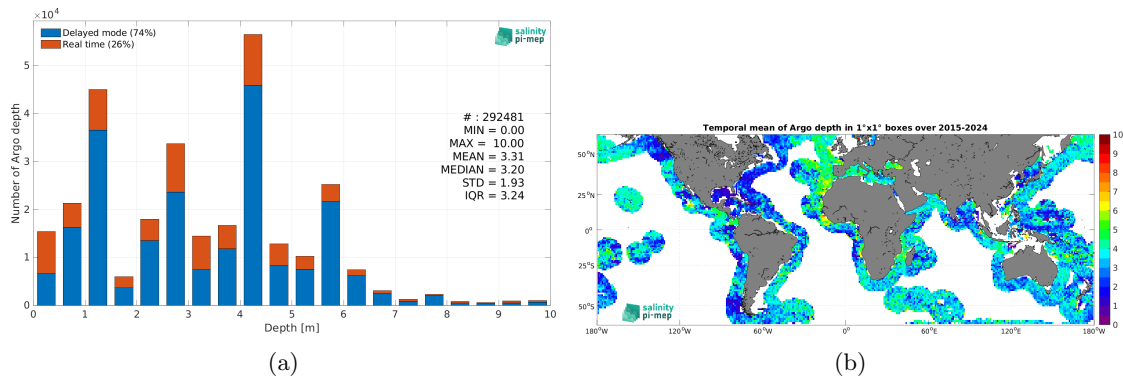 ×10⁴
Delayed mode (74%)
Real time (26%)
salinity
pi-mep
5
4
3
2
1
0
Number of Argo depth
# : 292481
MIN = 0.00
MAX = 10.00
MEAN = 3.31
MEDIAN = 3.20
STD = 1.93
IQR = 3.24
0 1 2 3 4 5 6 7 8 9 10
Depth [m]
(a)
Temporal mean of Argo depth in 1°x1° boxes over 2015-2024
50°N
25°N
0°
25°S
50°S
salinity
pi-mep
180°W 120°W 60°W 0° 60°E 120°E 180°E
10
9
8
7
6
5
4
3
2
1
0
(b)